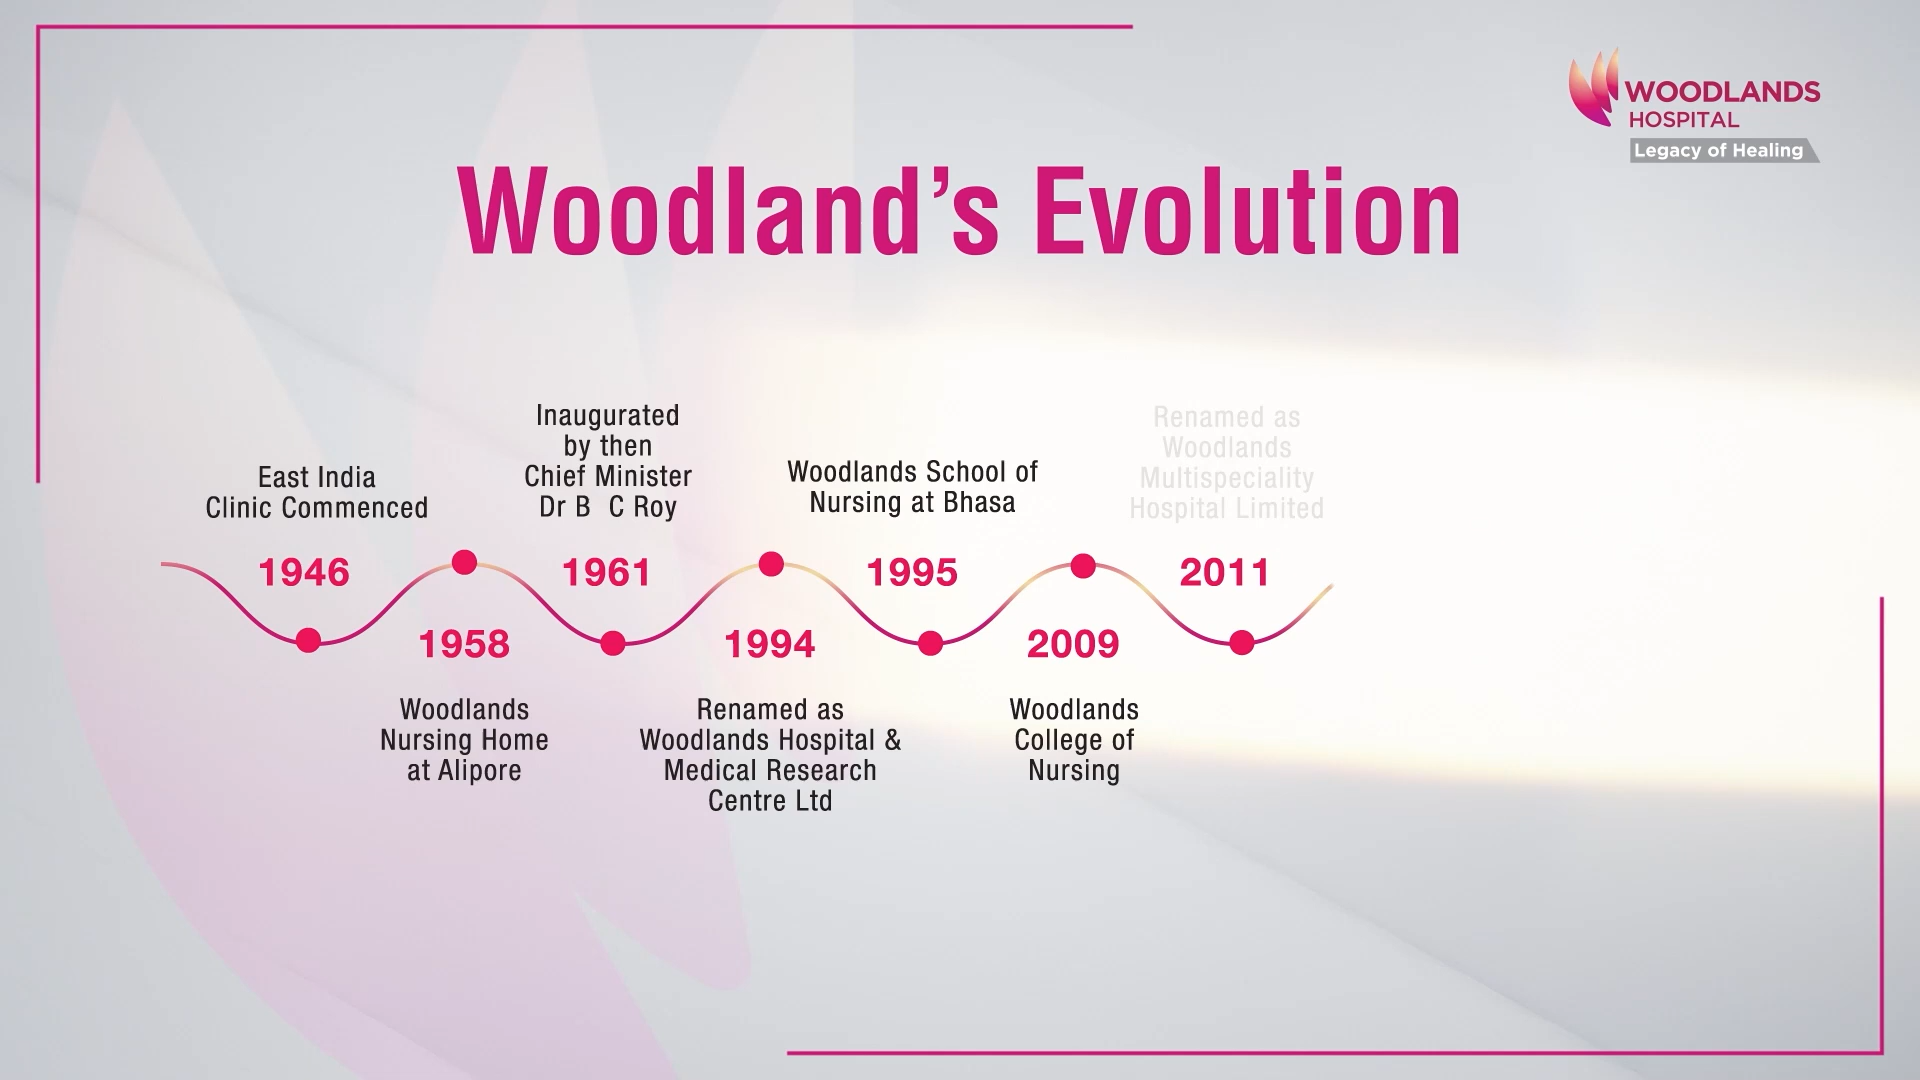 WOODLANDS
HOSPITAL
Legacy of Healing
Woodland's Evolution
East India
Clinic Commenced
1946
1958
Woodlands
Nursing Home
at Alipore
Inaugurated
by then
Chief Minister
Dr B C Roy
1961
1994
Renamed as
Woodlands Hospital &
Medical Research
Centre Ltd
Woodlands School of
Nursing at Bhasa
1995
2009
Woodlands
College of
Nursing
Renamed as
Woodlands
Multispeciality
Hospital Limited
2011